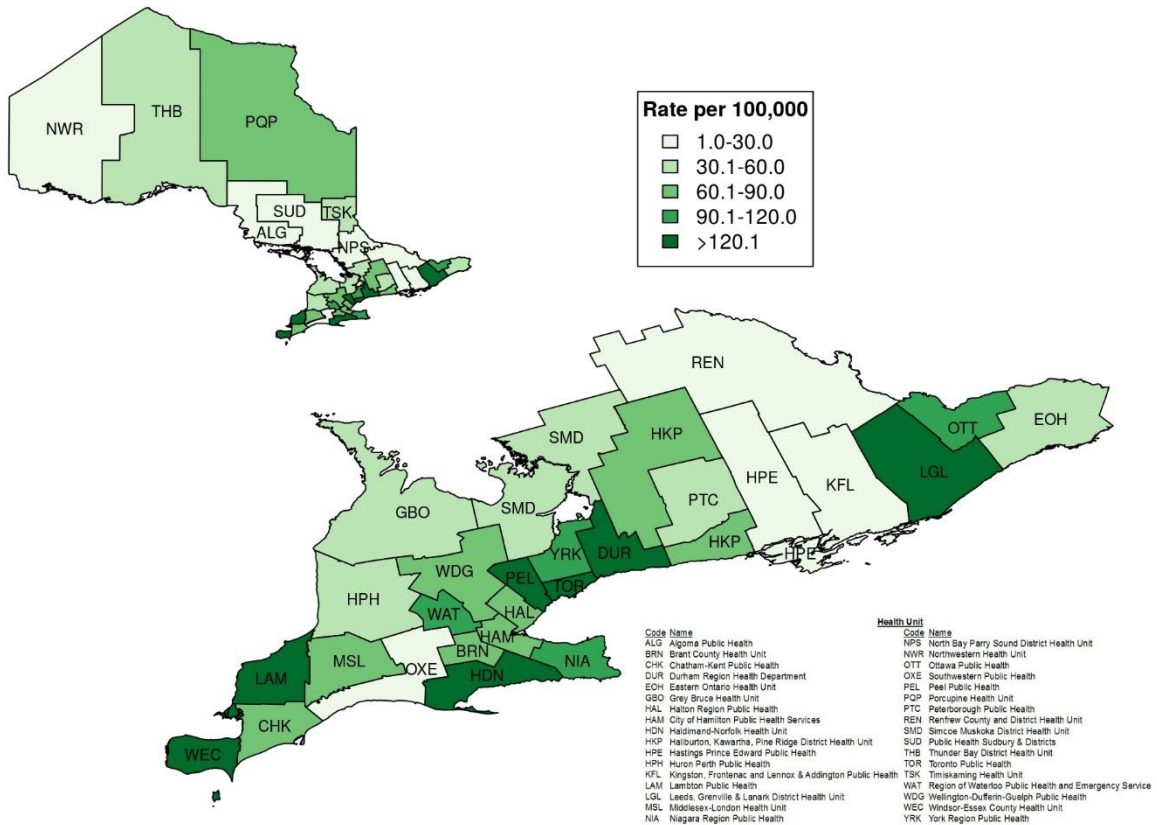 NWR
THB
PQP
SUD
TSK
ALG
NPS
Rate per 100,000
1.0-30.0
30.1-60.0
60.1-90.0
90.1-120.0
>120.1
REN
SMD
HKP
OTT
EOH
LGL
HPE
KFL
PTC
GBO
SMD
HKP
HPE
YRK
DUR
WDG
PEL
TOR
HPH
WAT
HAL
HAM
MSL
BRN
OXE
NIA
LAM
HDN
CHK
WEC
Health Unit
Code Name
ALG Algoma Public Health
BRN Brant County Health Unit
CHK Chatham-Kent Public Health
DUR Durham Region Health Department
EOH Eastern Ontario Health Unit
GBO Grey Bruce Health Unit
HAL Halton Region Public Health
HAM City of Hamilton Public Health Services
HDN Haldimand-Norfolk Health Unit
HKP Haliburton, Kawartha, Pine Ridge District Health Unit
HPE Hastings Prince Edward Public Health
HPH Huron Perth Public Health
KFL Kingston, Frontenac and Lennox & Addington Public Health
LAM Lambton Public Health
LGL Leeds, Grenville & Lanark District Health Unit
MSL Middlesex-London Health Unit
NIA Niagara Region Public Health
Code Name
NPS North Bay Parry Sound District Health Unit
NWR Northwestern Health Unit
OTT Ottawa Public Health
OXE Southwestern Public Health
PEL Peel Public Health
PQP Porcupine Health Unit
PTC Peterborough Public Health
REN Renfrew County and District Health Unit
SMD Simcoe Muskoka District Health Unit
SUD Public Health Sudbury & Districts
THB Thunder Bay District Health Unit
TOR Toronto Public Health
TSK Timiskaming Health Unit
WAT Region of Waterloo Public Health and Emergency Service
WDG Wellington-Dufferin-Guelph Public Health
WEC Windsor-Essex County Health Unit
YRK York Region Public Health